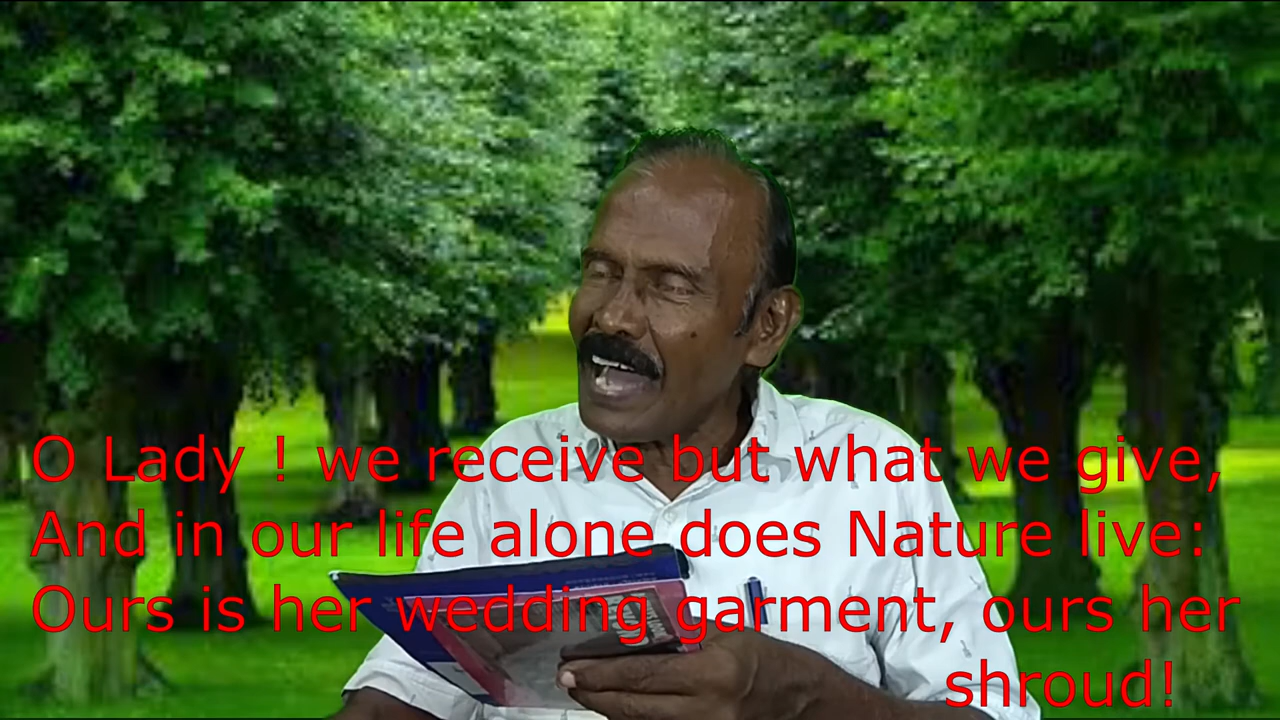 O Lady ! we receive but what we give,
And in our life alone does Nature live:
Ours is her wedding garment, ours her
shroud!